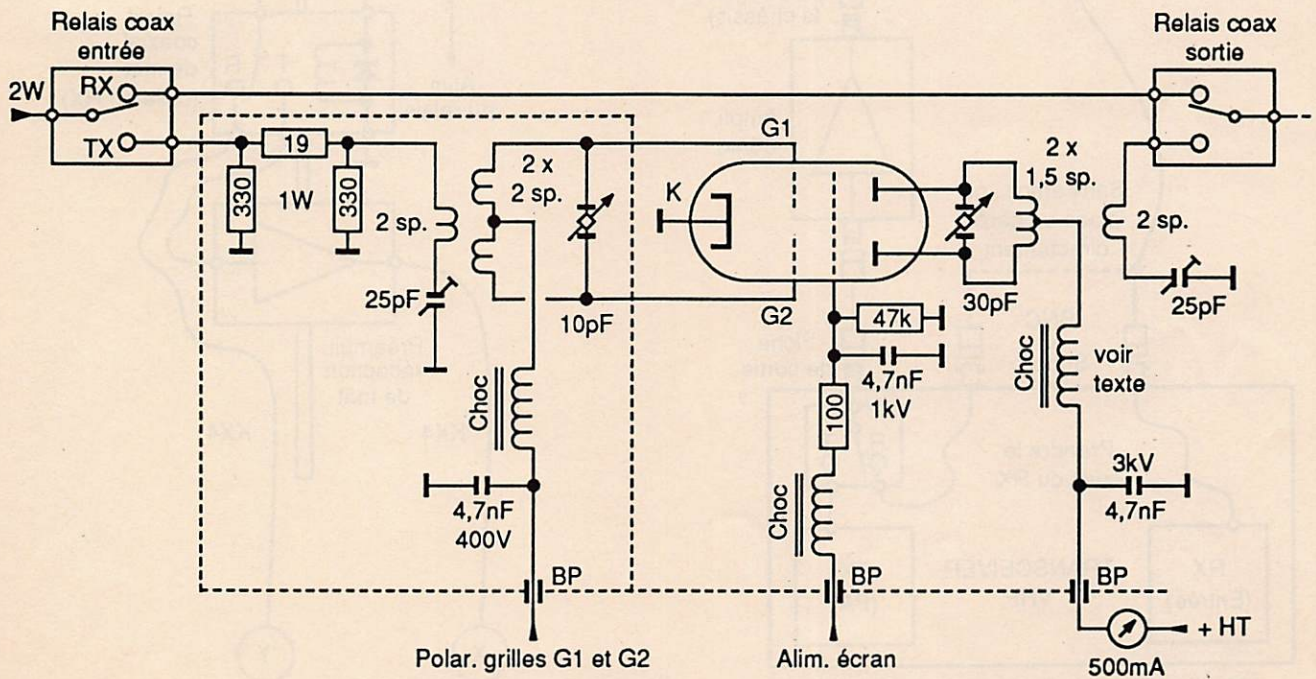 Relais coax
entrée
Relais coax
sortie
2W
RX
TX
19
330
1W
330
2 sp.
2 x
2 sp.
25pF
10pF
G1
K
G2
2 x
1,5 sp.
2 sp.
30pF
25pF
47k
4,7nF
1kV
100
Choc
voir
texte
Choc
4,7nF
400V
Choc
3kV
4,7nF
BP
BP
BP
+ HT
500mA
Polar. grilles G1 et G2
Alim. écran